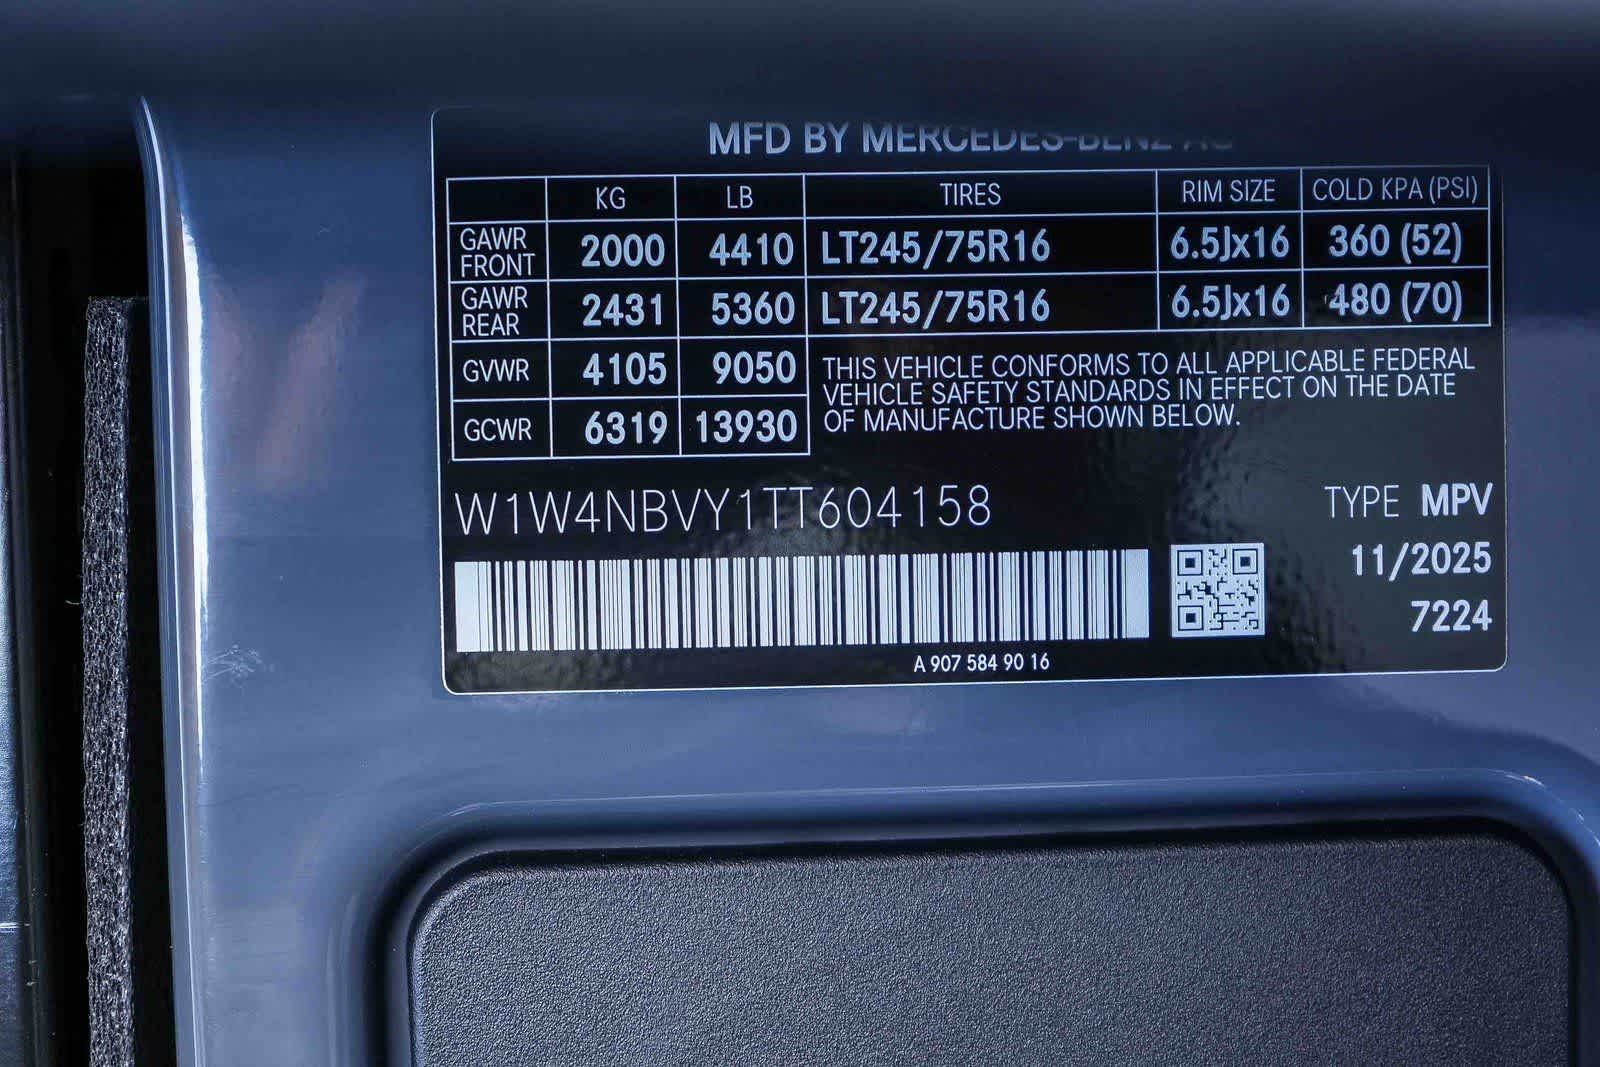 MFD BY MERCEDES-BENZ AG
KG LB TIRES RIM SIZE COLD KPA (PSI)
GAWR FRONT 2000 4410 LT245/75R16 6.5Jx16 360 (52)
GAWR REAR 2431 5360 LT245/75R16 6.5Jx16 480 (70)
GVWR 4105 9050
GCWR 6319 13930
THIS VEHICLE CONFORMS TO ALL APPLICABLE FEDERAL
VEHICLE SAFETY STANDARDS IN EFFECT ON THE DATE
OF MANUFACTURE SHOWN BELOW.
W1W4NBVY1TT604158
TYPE MPV
11/2025
7224
A 907 584 90 16